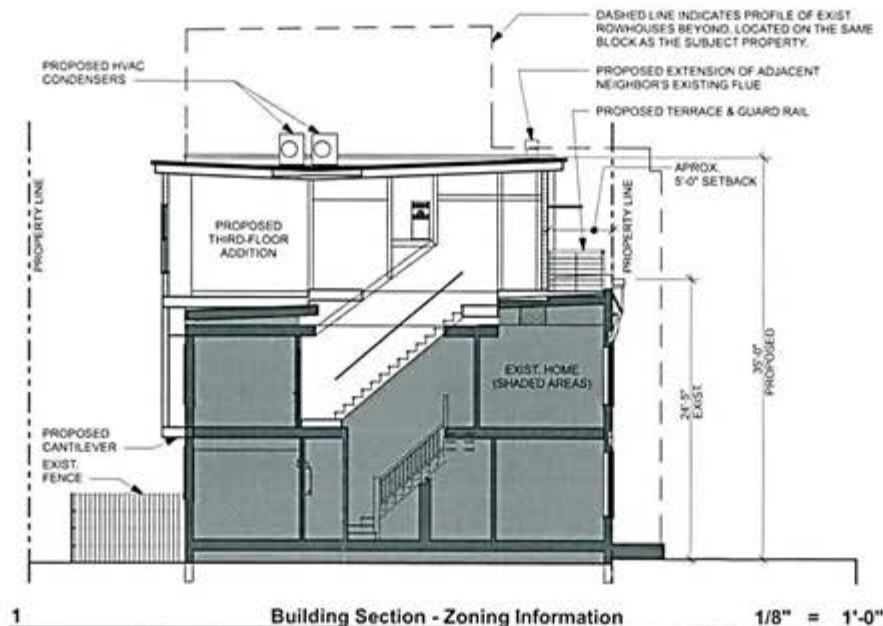 DASHED LINE INDICATES PROFILE OF EXIST.
ROWHOUSES BEYOND, LOCATED ON THE SAME
BLOCK AS THE SUBJECT PROPERTY.
PROPOSED HVAC
CONDENSERS
PROPOSED EXTENSION OF ADJACENT
NEIGHBOR'S EXISTING FLUE
PROPOSED TERRACE & GUARD RAIL
APROX.
5'-0" SETBACK
PROPERTY LINE
PROPERTY LINE
PROPOSED
THIRD-FLOOR
ADDITION
EXIST. HOME
(SHADED AREAS)
24'-5"
EXIST.
35'-0"
PROPOSED
PROPOSED
CANTILEVER
EXIST.
FENCE
1
Building Section - Zoning Information
1/8" = 1'-0"